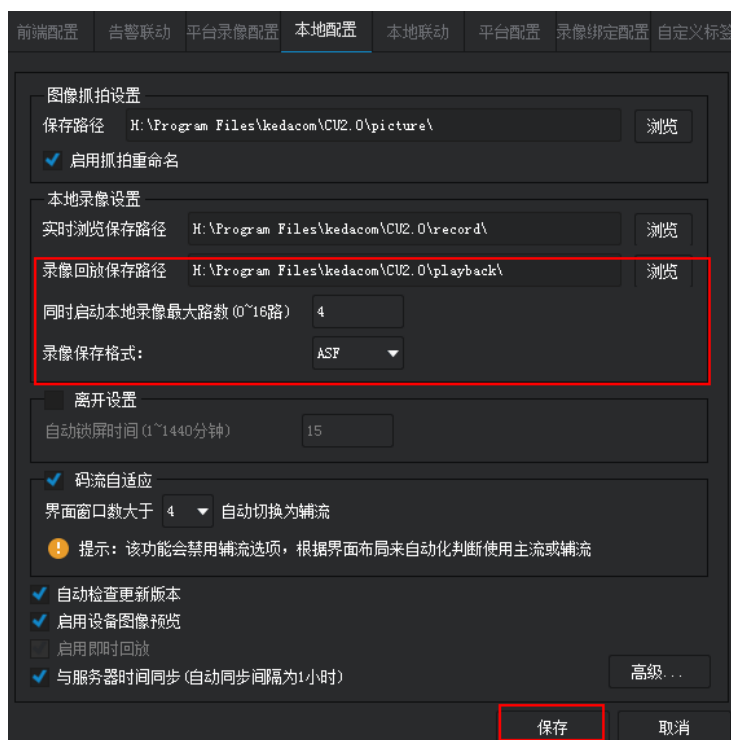 前端配置 告警联动 平台录像配置 本地配置 本地联动 平台配置 录像绑定配置 自定义标签
图像抓拍设置
保存路径 H:\Program Files\kedacom\CU2.0\picture\ 浏览
启用抓拍重命名
本地录像设置
实时浏览保存路径 H:\Program Files\kedacom\CU2.0\record\ 浏览
录像回放保存路径 H:\Program Files\kedacom\CU2.0\playback\ 浏览
同时启动本地录像最大路数(0~16路) 4
录像保存格式: ASF
离开设置
自动锁屏时间(1~1440分钟) 15
码流自适应
界面窗口数大于 4 自动切换为辅流
提示: 该功能会禁用辅流选项, 根据界面布局来自动化判断使用主流或辅流
自动检查更新版本
启用设备图像预览
启用即时回放
与服务器时间同步(自动同步间隔为1小时) 高级...
保存 取消